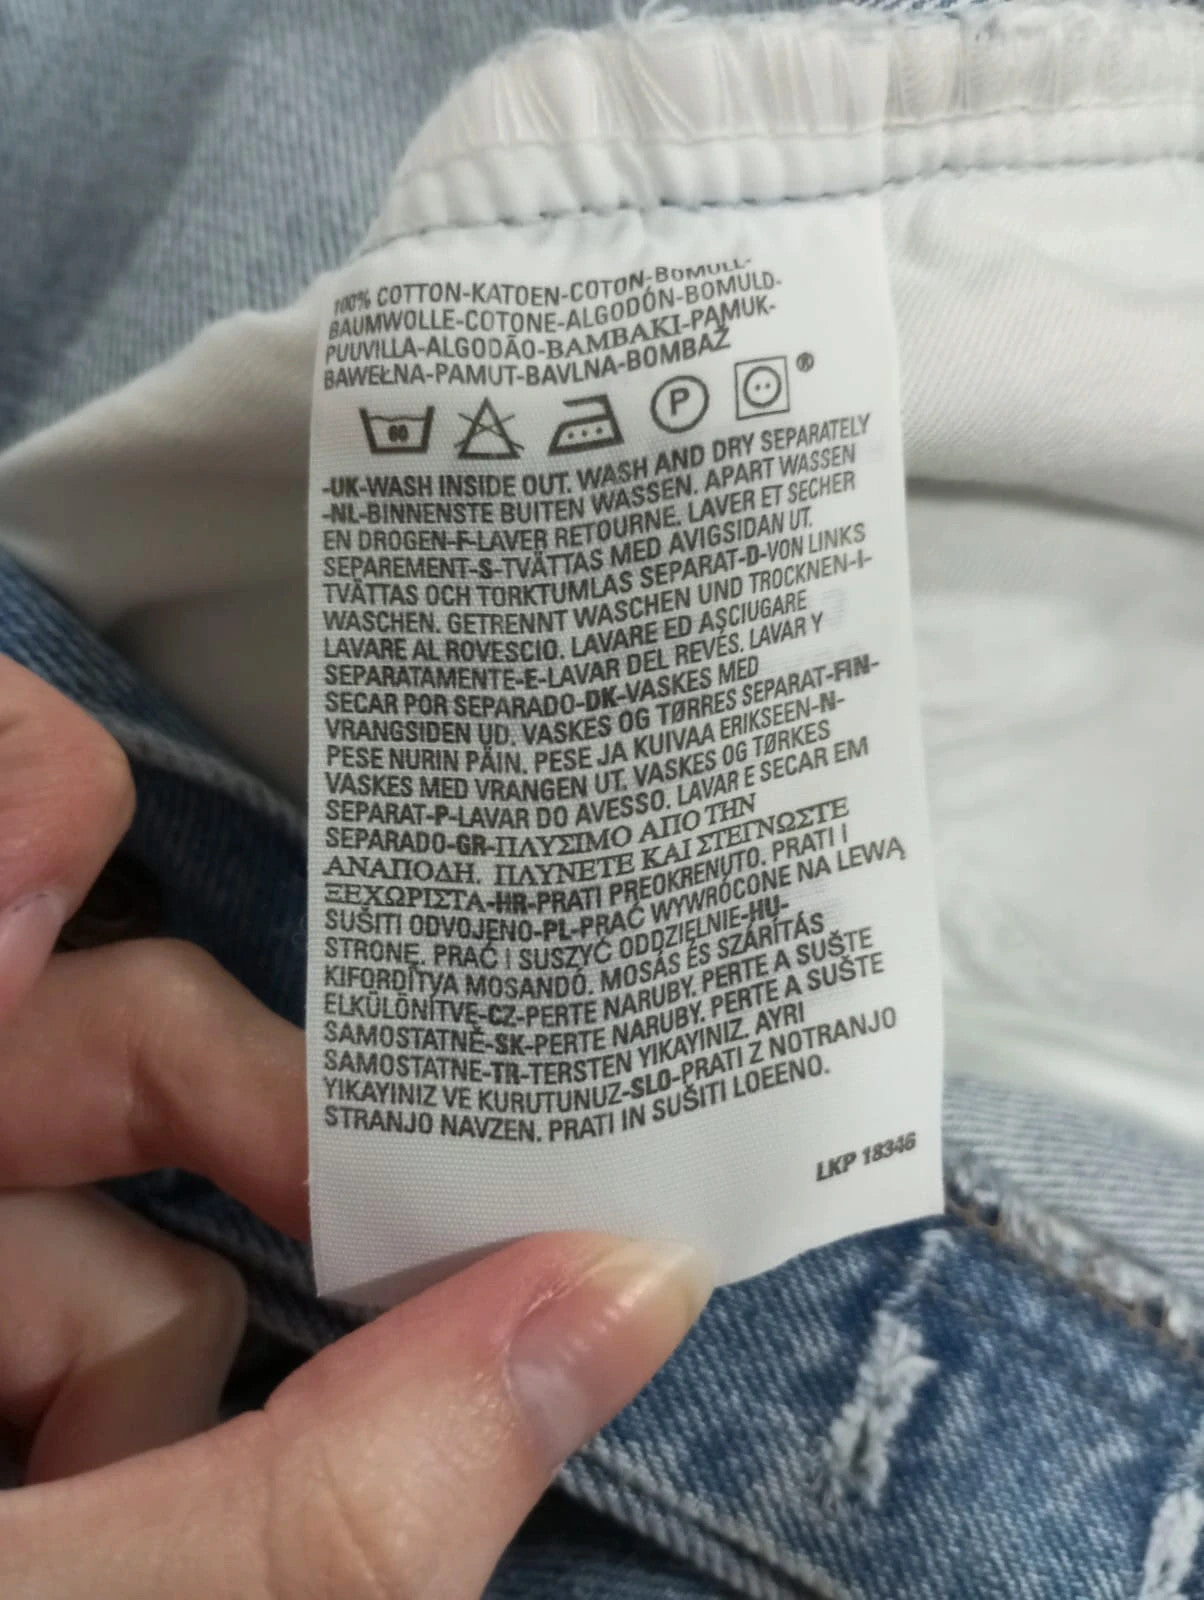 100% COTTON-KATOEN-COTON-BOMULL-
BAUMWOLLE-COTONE-ALGODÓN-BOMULD-
PUUVILLA-ALGODÃO-BAMBAKI-PAMUK-
BAWEŁNA-PAMUT-BAVLNA-BOMBAŽ
60
P
®
-UK-WASH INSIDE OUT. WASH AND DRY SEPARATELY
-NL-BINNENSTE BUITEN WASSEN. APART WASSEN
EN DROGEN-F-LAVER RETOURNE. LAVER ET SECHER
SEPAREMENT-S-TVÄTTAS MED AVIGSIDAN UT.
TVÄTTAS OCH TORKTUMLAS SEPARAT-D-VON LINKS
WASCHEN. GETRENNT WASCHEN UND TROCKNEN-I-
LAVARE AL ROVESCIO. LAVARE ED ASCIUGARE
SEPARATAMENTE-E-LAVAR DEL REVÉS. LAVAR Y
SECAR POR SEPARADO-DK-VASKES MED
VRANGSIDEN UD. VASKES OG TØRRES SEPARAT-FIN-
PESE NURIN PÄIN. PESE JA KUIVAA ERIKSEEN-N-
VASKES MED VRANGEN UT. VASKES OG TØRKES
SEPARAT-P-LAVAR DO AVESSO. LAVAR E SECAR EM
SEPARADO-GR-ΠΛΥΣΙΜΟ ΑΠΟ ΤΗΝ
ΑΝΑΠΟΔΗ. ΠΛΥΝΕΤΕ ΚΑΙ ΣΤΕΓΝΩΣΤΕ
ΞΕΧΩΡΙΣΤΑ-HR-PRATI PREOKRENUTO. PRATI I
SUŠITI ODVOJENO-PL-PRAĆ WYWRÓCONE NA LEWĄ
STRONĘ. PRAĆ I SUSZYĆ ODDZIELNIE-HU-
KIFORDÍTVA MOSANDÓ. MOSÁS ÉS SZÁRÍTÁS
ELKÜLÖNÍTVE-CZ-PERTE NARUBY. PERTE A SUŠTE
SAMOSTATNĚ-SK-PERTE NARUBY. PERTE A SUŠTE
SAMOSTATNE-TR-TERSTEN YIKAYINIZ. AYRI
YIKAYINIZ VE KURUTUNUZ-SLO-PRATI Z NOTRANJO
STRANJO NAVZEN. PRATI IN SUŠITI LOEENO.
LKP 18346